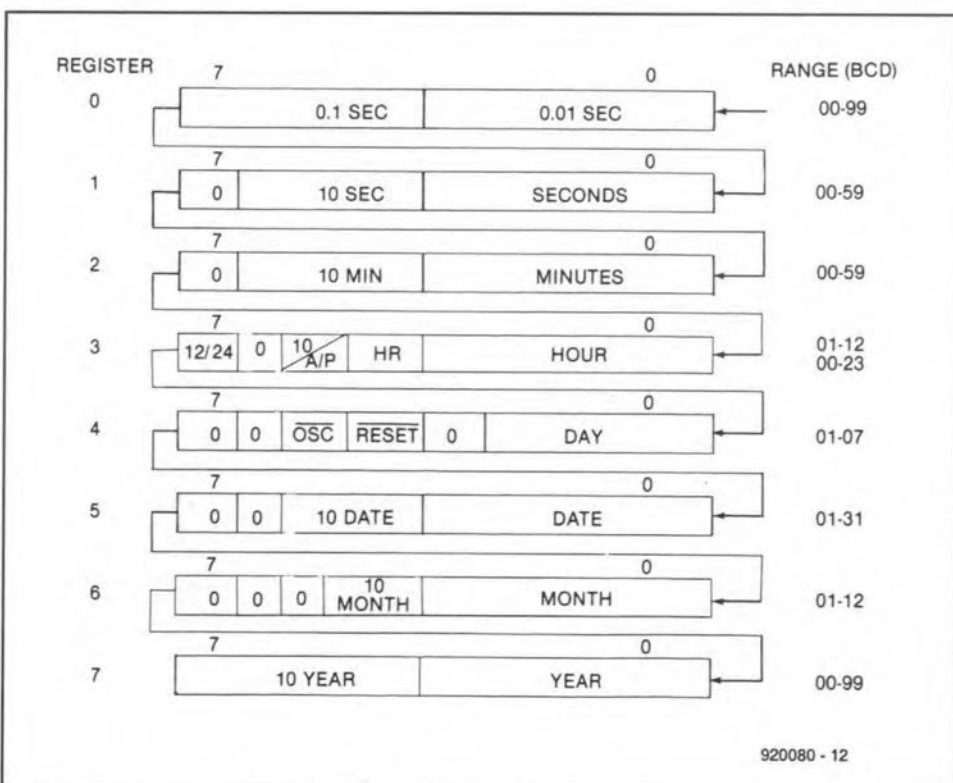 REGISTER 7 0 RANGE (BCD)
0 0.1 SEC 0.01 SEC 00-99
7 0
1 0 10 SEC SECONDS 00-59
7 0
2 0 10 MIN MINUTES 00-59
7 0
3 12/24 0 10 A/P HR HOUR 01-12
00-23
7 0
4 0 0 OSC RESET 0 DAY 01-07
7 0
5 0 0 10 DATE DATE 01-31
7 0
6 0 0 0 10 MONTH MONTH 01-12
7 0
7 10 YEAR YEAR 00-99
920080 - 12